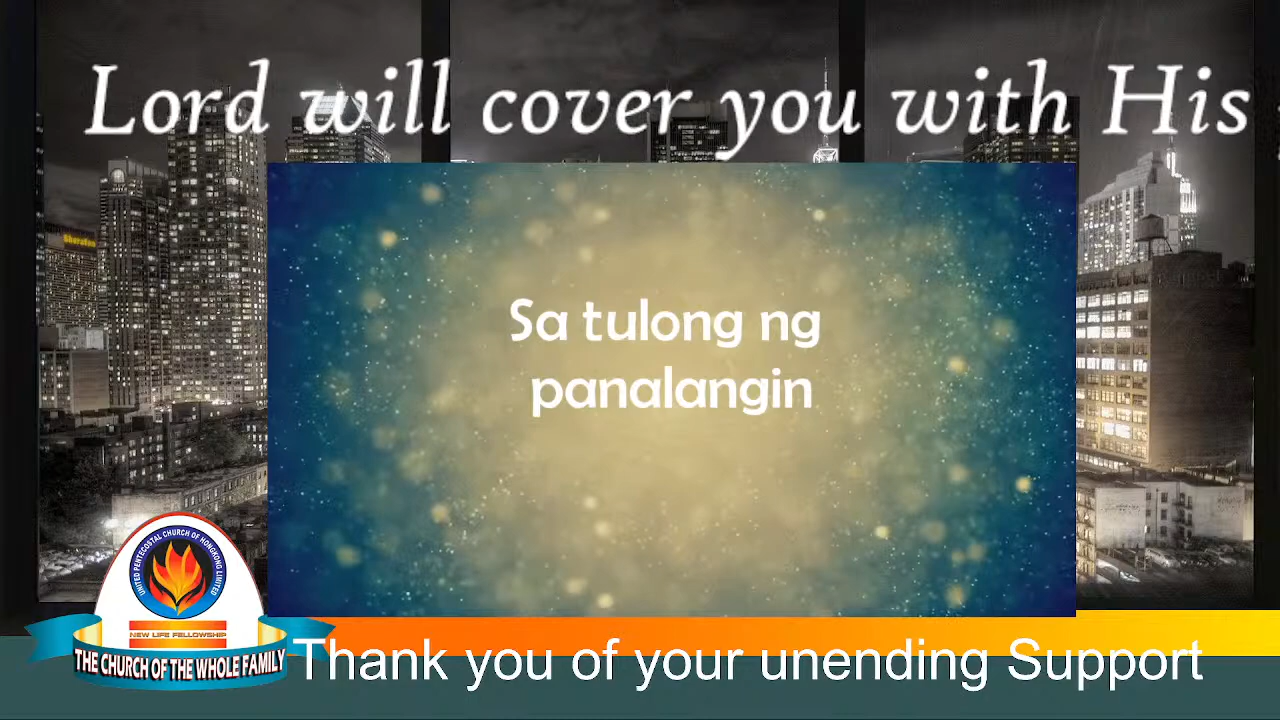 Lord will cover you with His
Sheraton
Sa tulong ng
panalangin
UNITED PENTECOSTAL CHURCH OF HONGKONG LIMITED
NEW LIFE FELLOWSHIP
THE CHURCH OF THE WHOLE FAMILY
Thank you of your unending Support